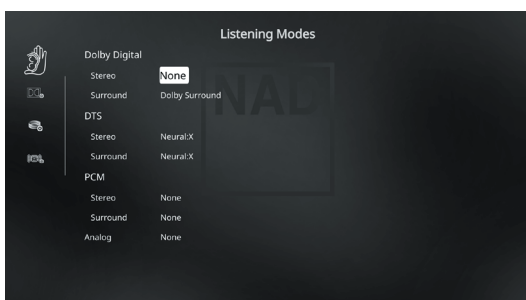 Listening Modes
Dolby Digital
Stereo None
Surround Dolby Surround
DTS
Stereo Neural:X
Surround Neural:X
PCM
Stereo None
Surround None
Analog None
NAD